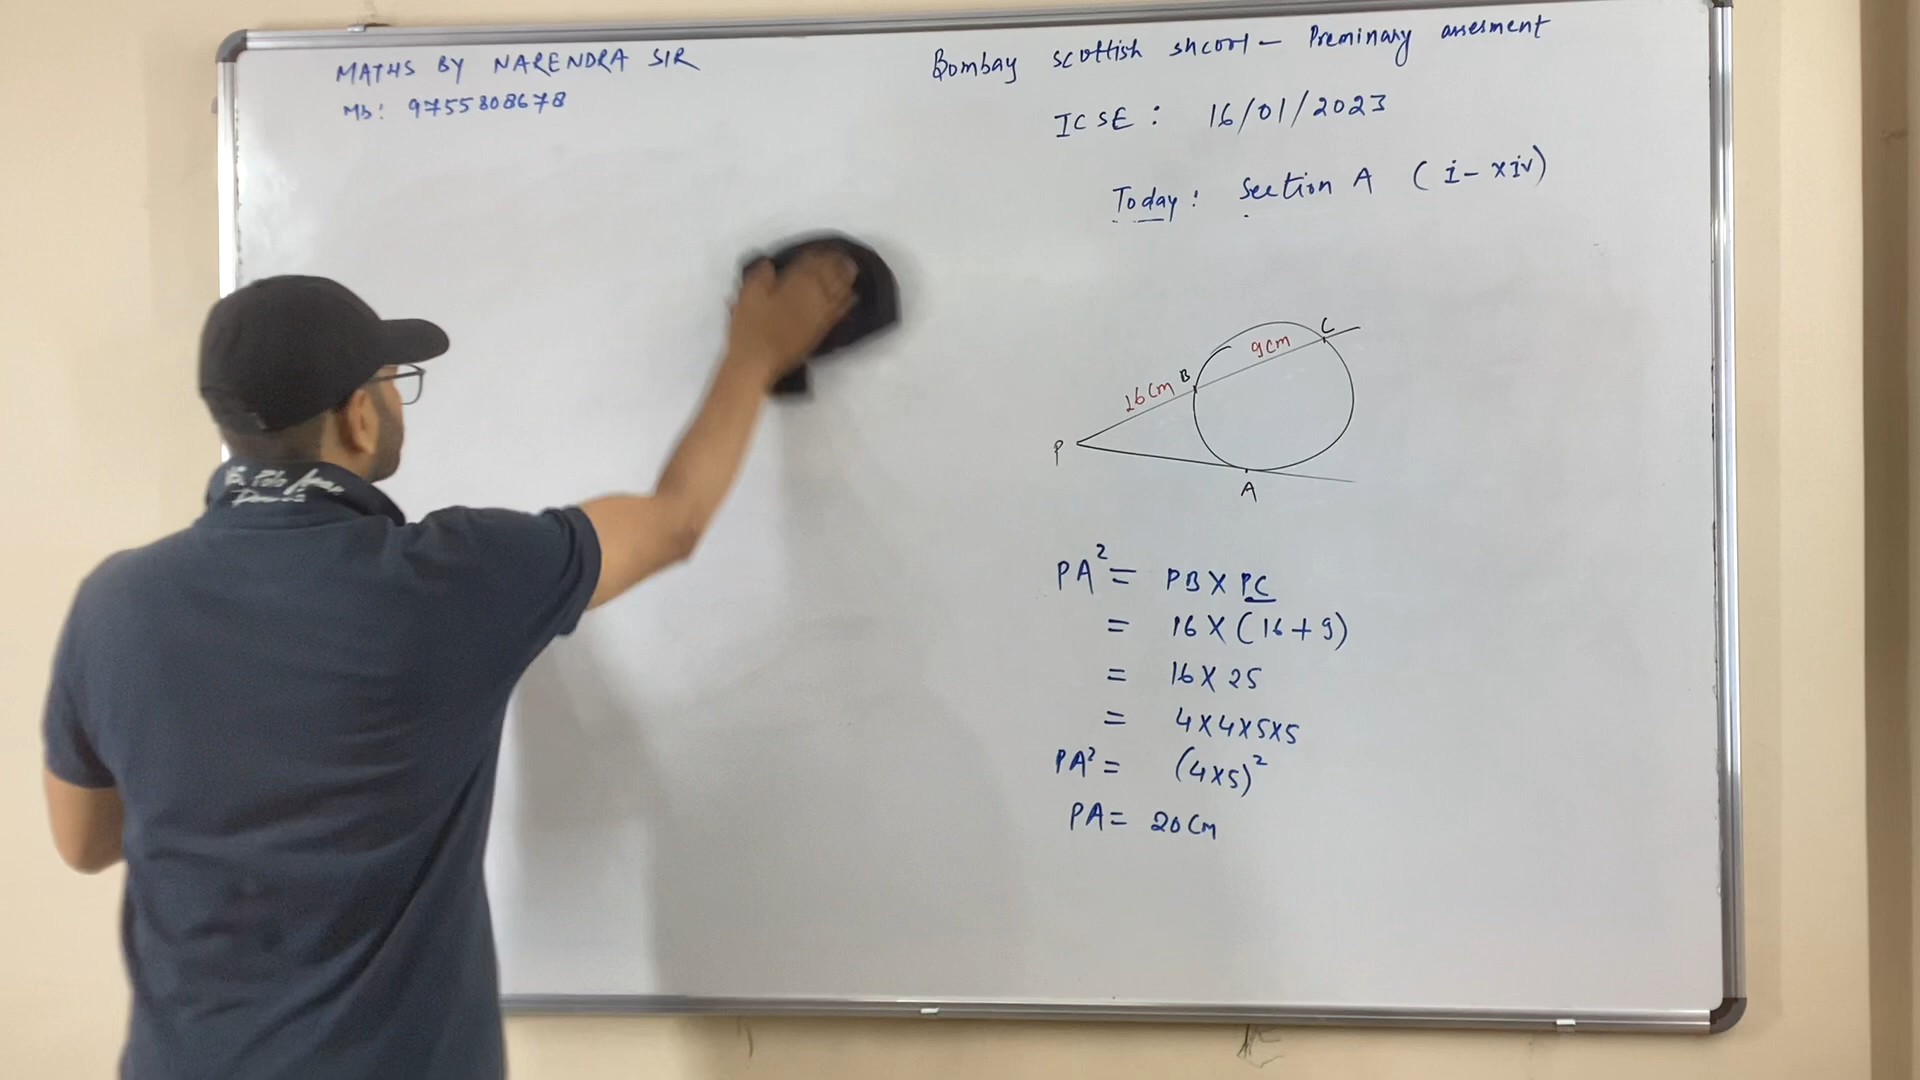 MATHS BY NARENDRA SIR
Mb: 9755808678
Bombay scottish shcool - Preminary assesment
ICSE : 16/01/2023
Today : Section A ( i - xiv)
C
9cm
B
16cm
P
A
PA² = PB X PC
= 16 X (16+9)
= 16 X 25
= 4X4X5X5
PA² = (4X5)²
PA = 20 Cm